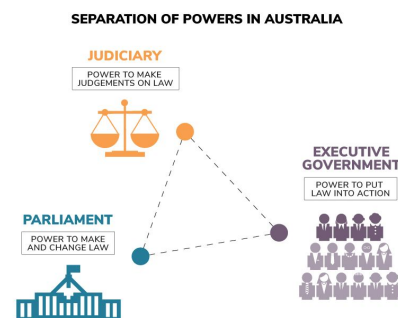 SEPARATION OF POWERS IN AUSTRALIA
JUDICIARY
POWER TO MAKE
JUDGEMENTS ON LAW
EXECUTIVE
GOVERNMENT
POWER TO PUT
LAW INTO ACTION
PARLIAMENT
POWER TO MAKE
AND CHANGE LAW